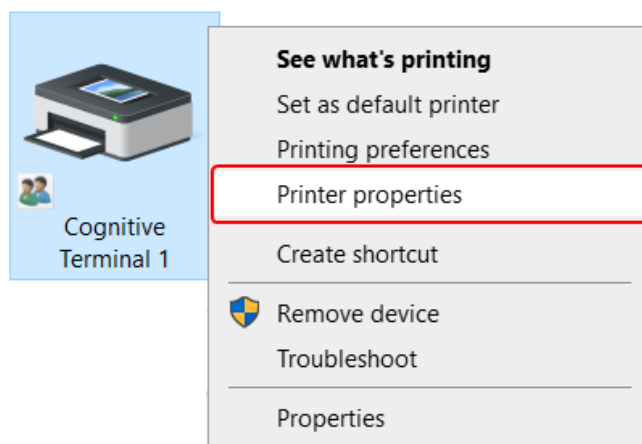 See what's printing
Set as default printer
Printing preferences
Printer properties
Cognitive
Terminal 1
Create shortcut
Remove device
Troubleshoot
Properties